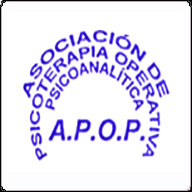 ASOCIACIÓN DE
PSICOTERAPIA OPERATIVA
PSICOANALÍTICA
A.P.O.P.